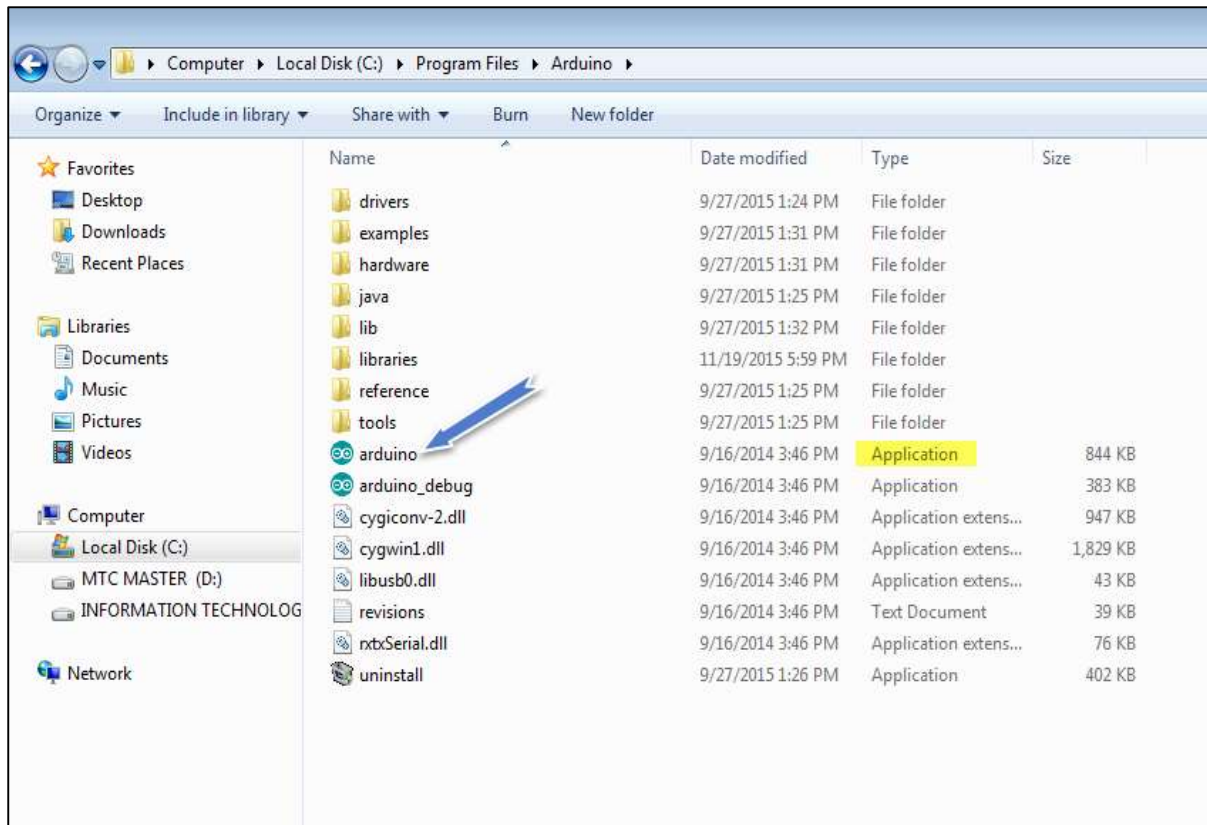 Computer Local Disk (C:) Program Files Arduino
Organize Include in library Share with Burn New folder
Favorites
Desktop
Downloads
Recent Places
Libraries
Documents
Music
Pictures
Videos
Computer
Local Disk (C:)
MTC MASTER (D:)
INFORMATION TECHNOLOG
Network
Name Date modified Type Size
drivers 9/27/2015 1:24 PM File folder
examples 9/27/2015 1:31 PM File folder
hardware 9/27/2015 1:31 PM File folder
java 9/27/2015 1:25 PM File folder
lib 9/27/2015 1:32 PM File folder
libraries 11/19/2015 5:59 PM File folder
reference 9/27/2015 1:25 PM File folder
tools 9/27/2015 1:25 PM File folder
arduino 9/16/2014 3:46 PM Application 844 KB
arduino_debug 9/16/2014 3:46 PM Application 383 KB
cygiconv-2.dll 9/16/2014 3:46 PM Application extens... 947 KB
cygwin1.dll 9/16/2014 3:46 PM Application extens... 1,829 KB
libusb0.dll 9/16/2014 3:46 PM Application extens... 43 KB
revisions 9/16/2014 3:46 PM Text Document 39 KB
rxtxSerial.dll 9/16/2014 3:46 PM Application extens... 76 KB
uninstall 9/27/2015 1:26 PM Application 402 KB